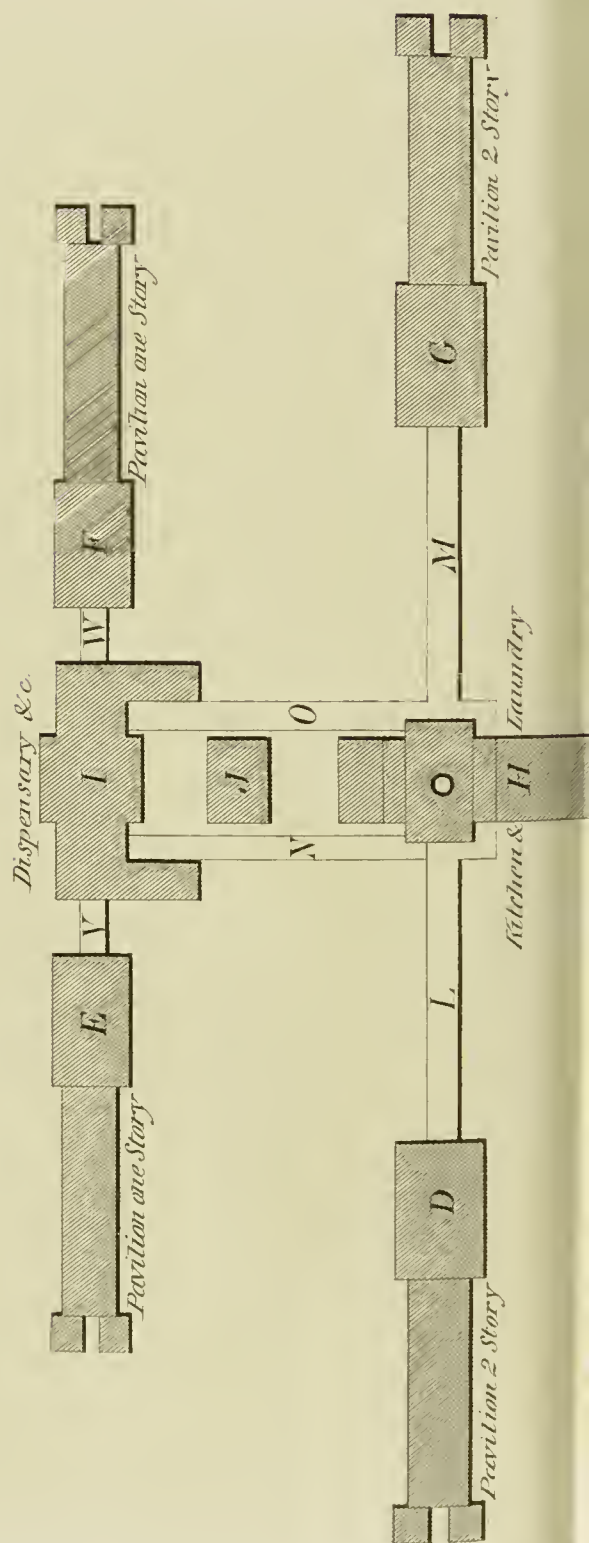 Dispensary &c.
E V I W F
Pavilion one Story
Pavilion one Story
J
N O
D L M G
Pavilion 2 Story
Kitchen & Laundry
Pavilion 2 Story
H